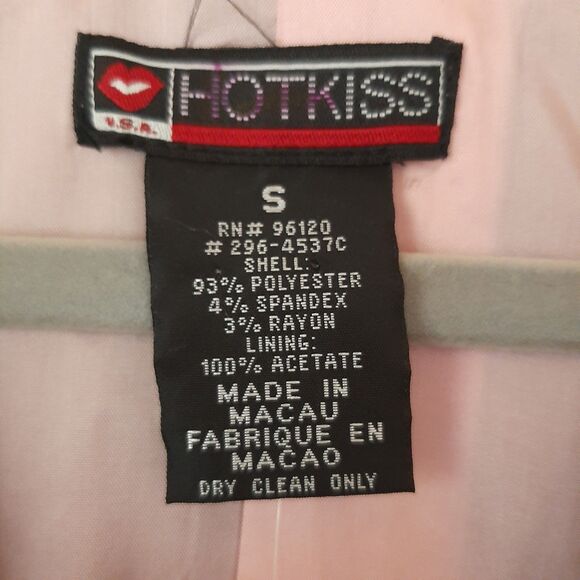 HOTKISS
U.S.A.
S
RN# 96120
# 296-4537C
SHELL:
93% POLYESTER
4% SPANDEX
3% RAYON
LINING:
100% ACETATE
MADE IN
MACAU
FABRIQUE EN
MACAO
DRY CLEAN ONLY